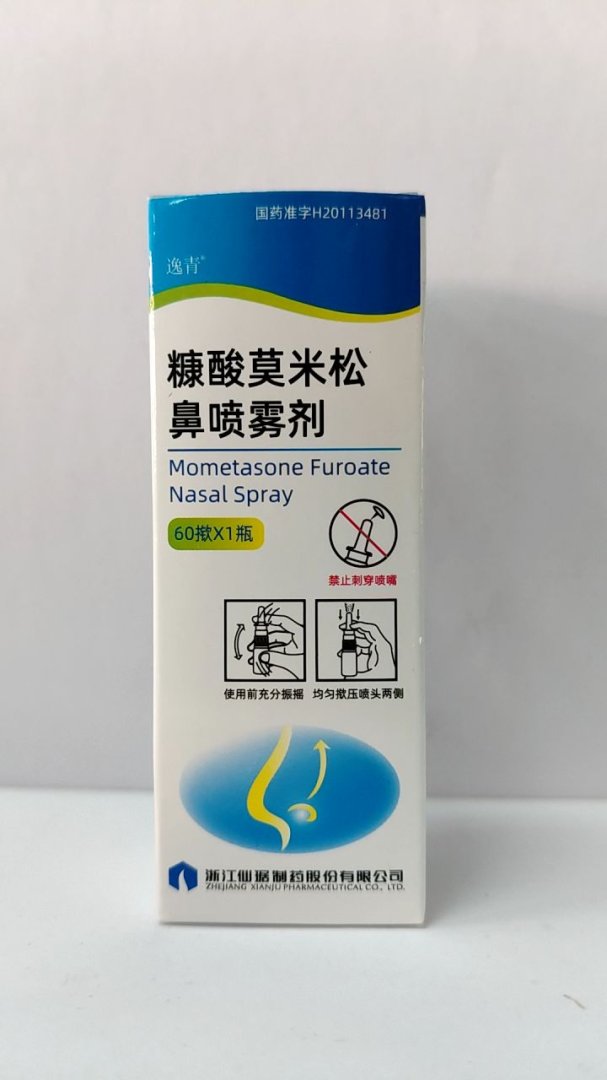 国药准字H20113481
逸青®
糠酸莫米松
鼻喷雾剂
Mometasone Furoate
Nasal Spray
60揿X1瓶
禁止刺穿喷嘴
使用前充分振摇 均匀揿压喷头两侧
浙江仙琚制药股份有限公司
ZHEJIANG XIANJU PHARMACEUTICAL CO., LTD.